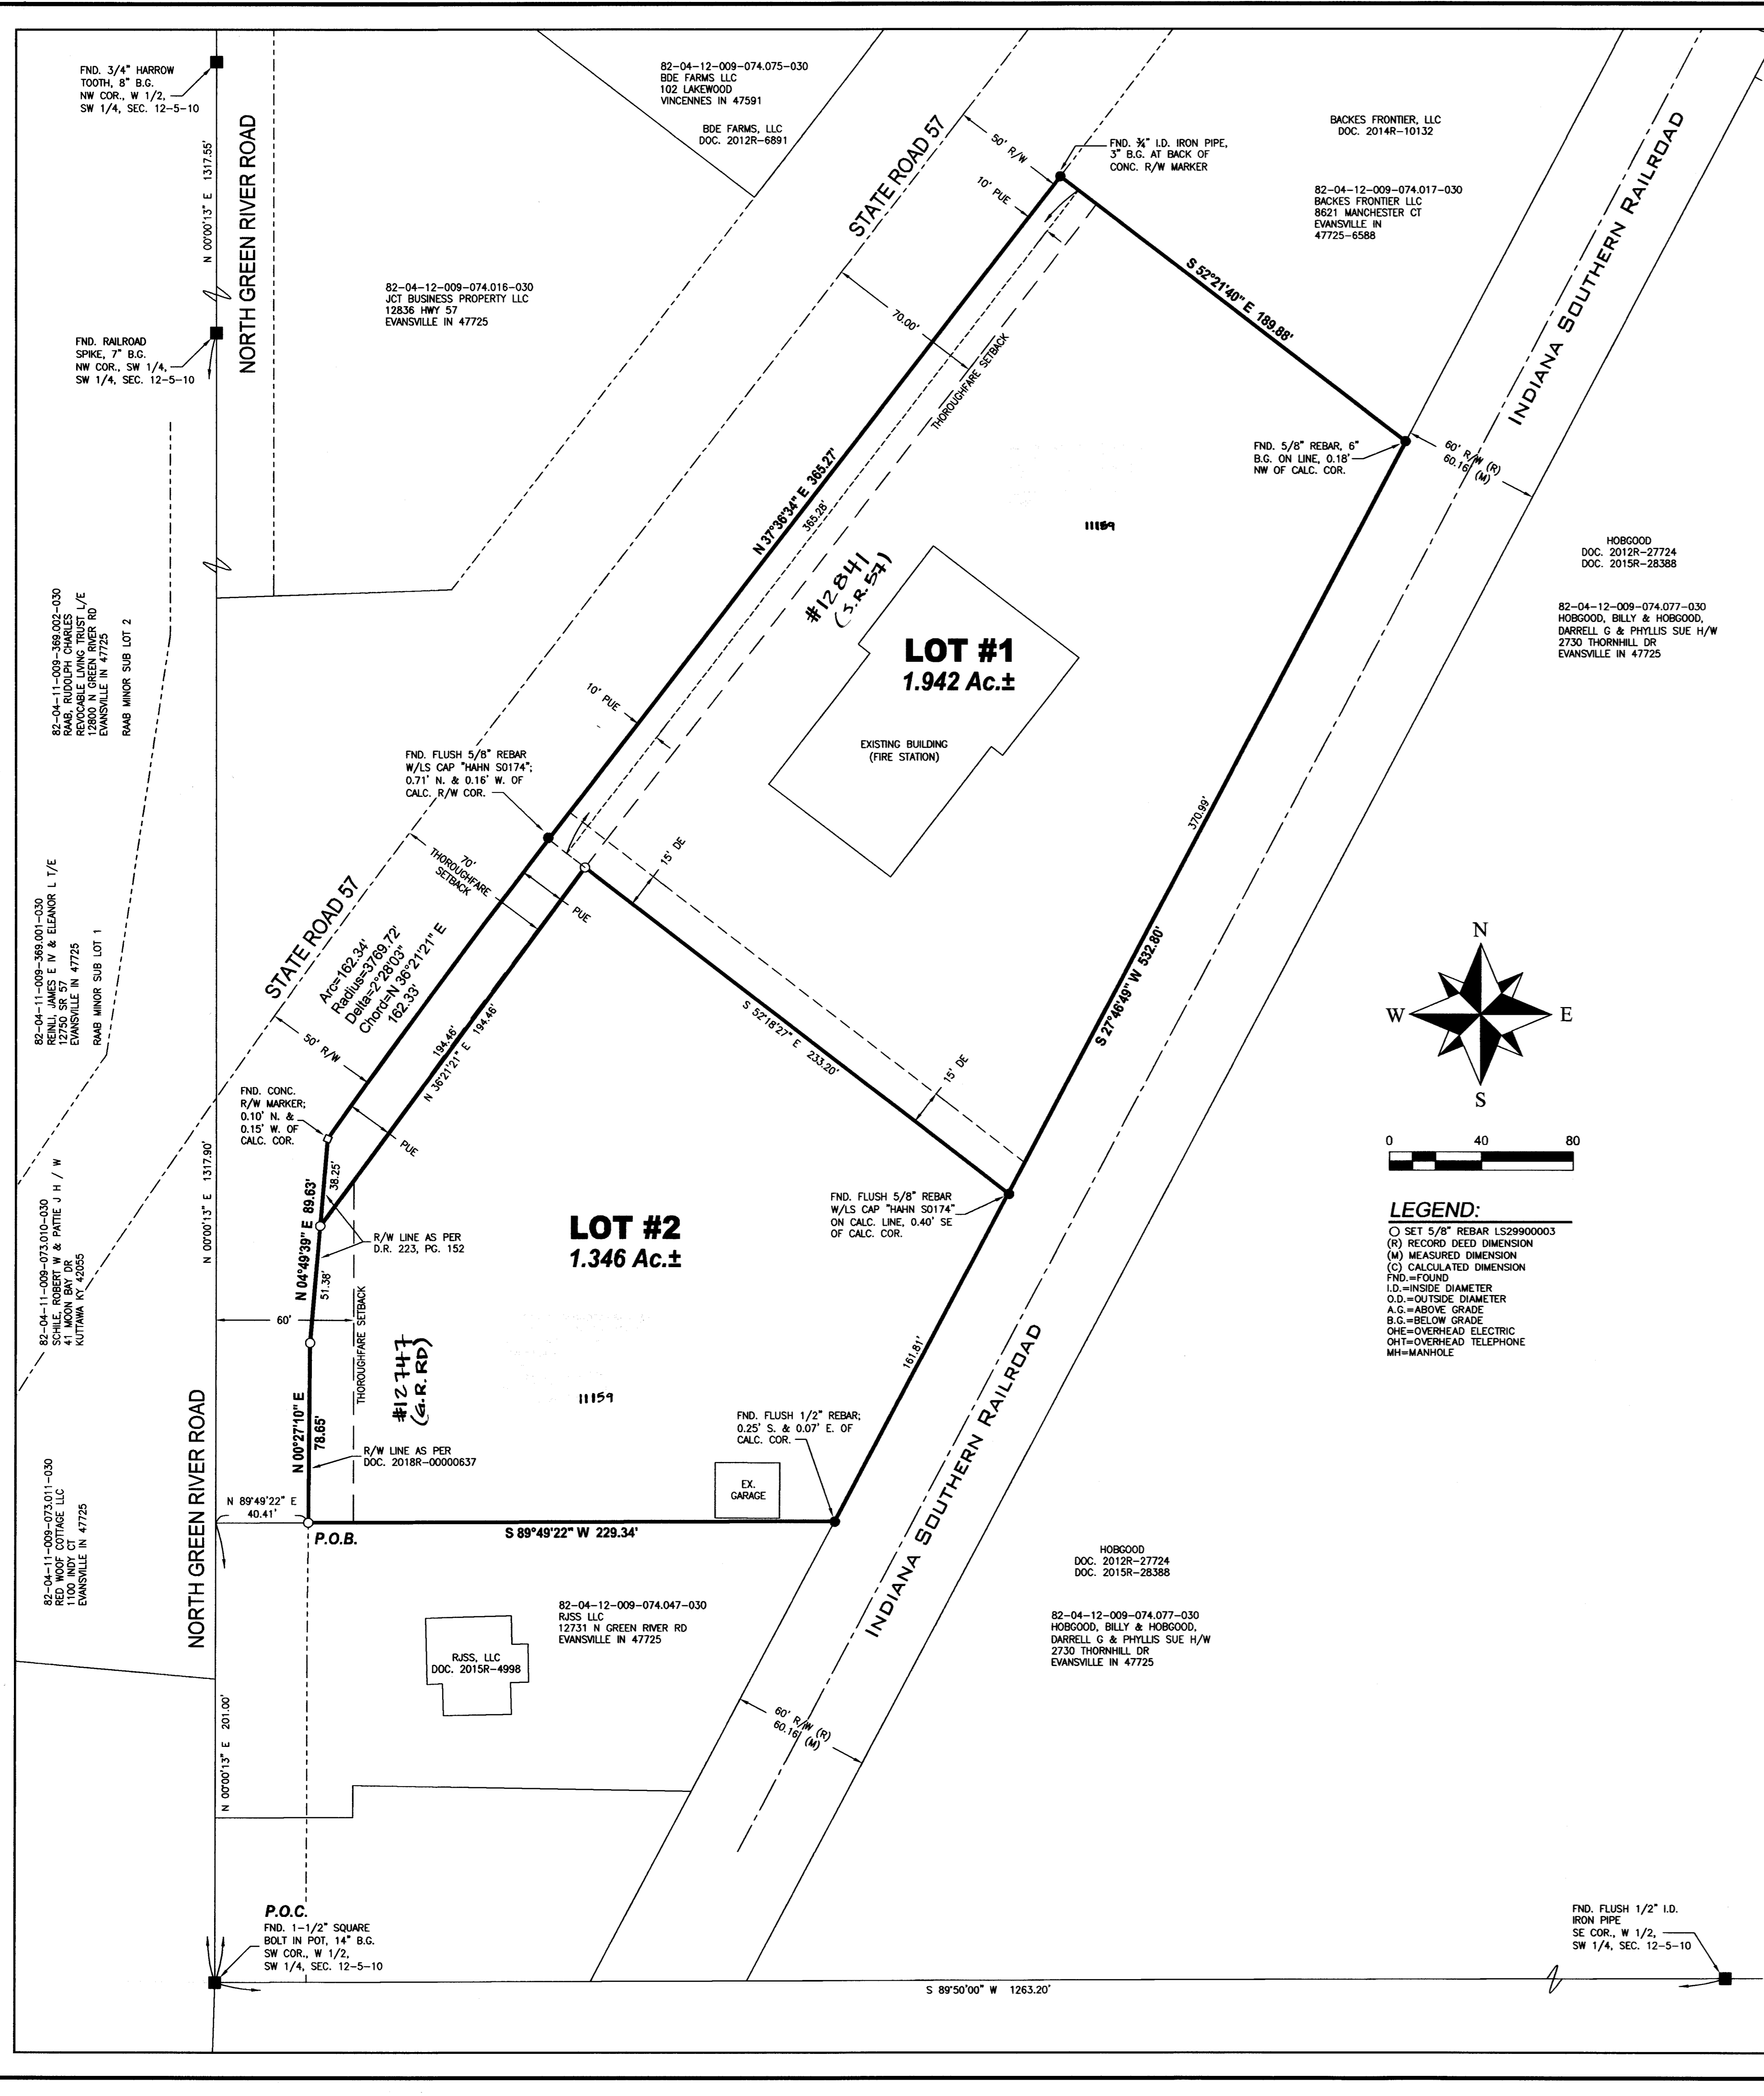 FND. 3/4" HARROW
TOOTH, 8" B.G.
NW COR., W 1/2,
SW 1/4, SEC. 12-5-10
N 00°00'13" E 1317.55'
NORTH GREEN RIVER ROAD
FND. RAILROAD
SPIKE, 7" B.G.
NW COR., SW 1/4,
SW 1/4, SEC. 12-5-10
82-04-12-009-074.075-030
BDE FARMS LLC
102 LAKEWOOD
VINCENNES IN 47591
BDE FARMS, LLC
DOC. 2012R-6891
82-04-12-009-074.016-030
JCT BUSINESS PROPERTY LLC
12836 HWY 57
EVANSVILLE IN 47725
STATE ROAD 57
50' R/W
10' PUE
FND. ¾" I.D. IRON PIPE,
3" B.G. AT BACK OF
CONC. R/W MARKER
BACKES FRONTIER, LLC
DOC. 2014R-10132
82-04-12-009-074.017-030
BACKES FRONTIER LLC
8621 MANCHESTER CT
EVANSVILLE IN
47725-6588
INDIANA SOUTHERN RAILROAD
S 52°21'40" E 189.88'
70.00'
THOROUGHFARE SETBACK
FND. 5/8" REBAR, 6"
B.G. ON LINE, 0.18'
NW OF CALC. COR.
60' R/W (R)
60.16' (M)
N 37°36'34" E 365.27'
365.28'
11159
#12841
(S.R. 57)
LOT #1
1.942 Ac.±
EXISTING BUILDING
(FIRE STATION)
HOBGOOD
DOC. 2012R-27724
DOC. 2015R-28388
82-04-12-009-074.077-030
HOBGOOD, BILLY & HOBGOOD,
DARRELL G & PHYLLIS SUE H/W
2730 THORNHILL DR
EVANSVILLE IN 47725
82-04-11-009-369.002-030
RAAB, RUDOLPH CHARLES
REVOCABLE LIVING TRUST L/E
12800 N GREEN RIVER RD
EVANSVILLE IN 47725
RAAB MINOR SUB LOT 2
10' PUE
FND. FLUSH 5/8" REBAR
W/LS CAP "HAHN S0174";
0.71' N. & 0.16' W. OF
CALC. R/W COR.
70'
THOROUGHFARE
SETBACK
PUE
15' DE
370.99'
82-04-11-009-369.001-030
REINLI, JAMES E IV & ELEANOR L T/E
12750 SR 57
EVANSVILLE IN 47725
RAAB MINOR SUB LOT 1
STATE ROAD 57
Arc=162.34'
Radius=3769.72'
Delta=2°28'03"
Chord=N 36°21'21" E
162.33'
194.46'
N 36°21'21" E 194.46'
50' R/W
S 52°18'27" E 233.20'
15' DE
S 27°46'49" W 532.80'
N
W
E
S
0 40 80
FND. CONC.
R/W MARKER;
0.10' N. &
0.15' W. OF
CALC. COR.
PUE
38.25'
N 04°49'39" E 89.63'
51.38'
R/W LINE AS PER
D.R. 223, PG. 152
N 00°00'13" E 1317.90'
82-04-11-009-073.010-030
SCHILE, ROBERT W & PATTIE J H / W
41 MOON BAY DR
KUTTAWA KY 42055
LOT #2
1.346 Ac.±
FND. FLUSH 5/8" REBAR
W/LS CAP "HAHN S0174"
ON CALC. LINE, 0.40' SE
OF CALC. COR.
LEGEND:
SET 5/8" REBAR LS29900003
(R) RECORD DEED DIMENSION
(M) MEASURED DIMENSION
(C) CALCULATED DIMENSION
FND.=FOUND
I.D.=INSIDE DIAMETER
O.D.=OUTSIDE DIAMETER
A.G.=ABOVE GRADE
B.G.=BELOW GRADE
OHE=OVERHEAD ELECTRIC
OHT=OVERHEAD TELEPHONE
MH=MANHOLE
60'
THOROUGHFARE SETBACK
#12747
(G.R. RD)
11159
161.81'
N 00°27'10" E
78.65'
R/W LINE AS PER
DOC. 2018R-00000637
FND. FLUSH 1/2" REBAR;
0.25' S. & 0.07' E. OF
CALC. COR.
EX.
GARAGE
NORTH GREEN RIVER ROAD
N 89°49'22" E
40.41'
P.O.B.
S 89°49'22" W 229.34'
INDIANA SOUTHERN RAILROAD
82-04-11-009-073.011-030
RED WOOF COTTAGE LLC
1100 INDY CT
EVANSVILLE IN 47725
82-04-12-009-074.047-030
RJSS LLC
12731 N GREEN RIVER RD
EVANSVILLE IN 47725
RJSS, LLC
DOC. 2015R-4998
HOBGOOD
DOC. 2012R-27724
DOC. 2015R-28388
82-04-12-009-074.077-030
HOBGOOD, BILLY & HOBGOOD,
DARRELL G & PHYLLIS SUE H/W
2730 THORNHILL DR
EVANSVILLE IN 47725
60' R/W (R)
60.16' (M)
N 00°00'13" E 201.00'
P.O.C.
FND. 1-1/2" SQUARE
BOLT IN POT, 14" B.G.
SW COR., W 1/2,
SW 1/4, SEC. 12-5-10
FND. FLUSH 1/2" I.D.
IRON PIPE
SE COR., W 1/2,
SW 1/4, SEC. 12-5-10
S 89°50'00" W 1263.20'